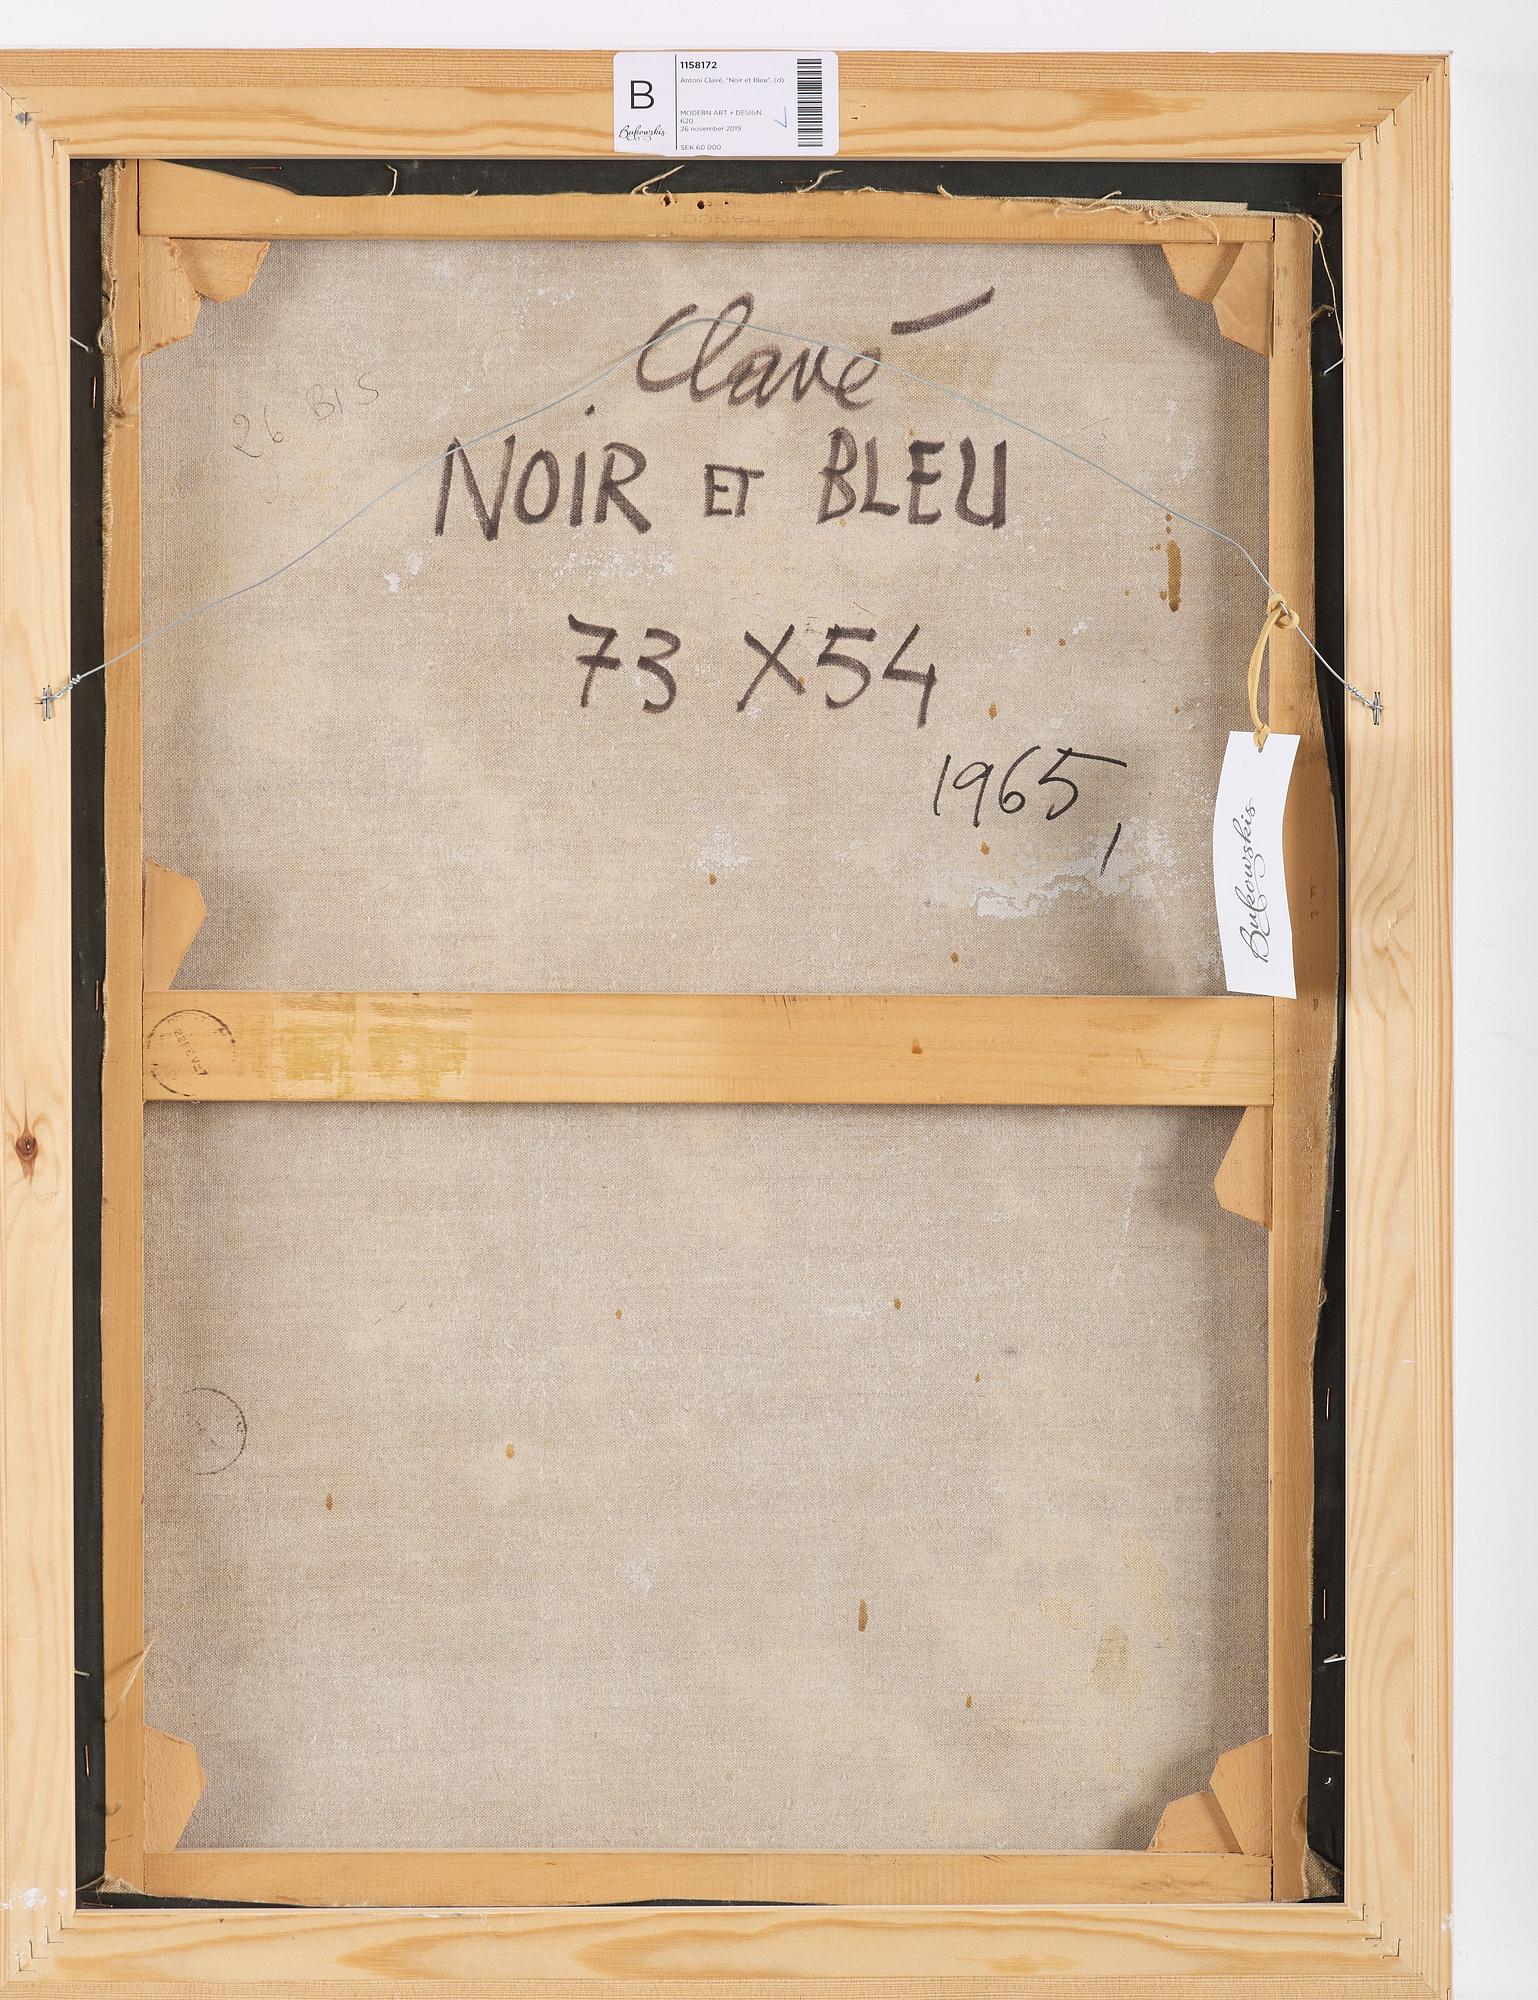 1158172
Antoni Clavé, "Noir et Bleu", (d)
B
MODERN ART + DESIGN
620
26 november 2019
Bukowskis
SEK 60 000
Clavé
26 BIS
NOIR ET BLEU
73 X 54
1965,
Bukowskis